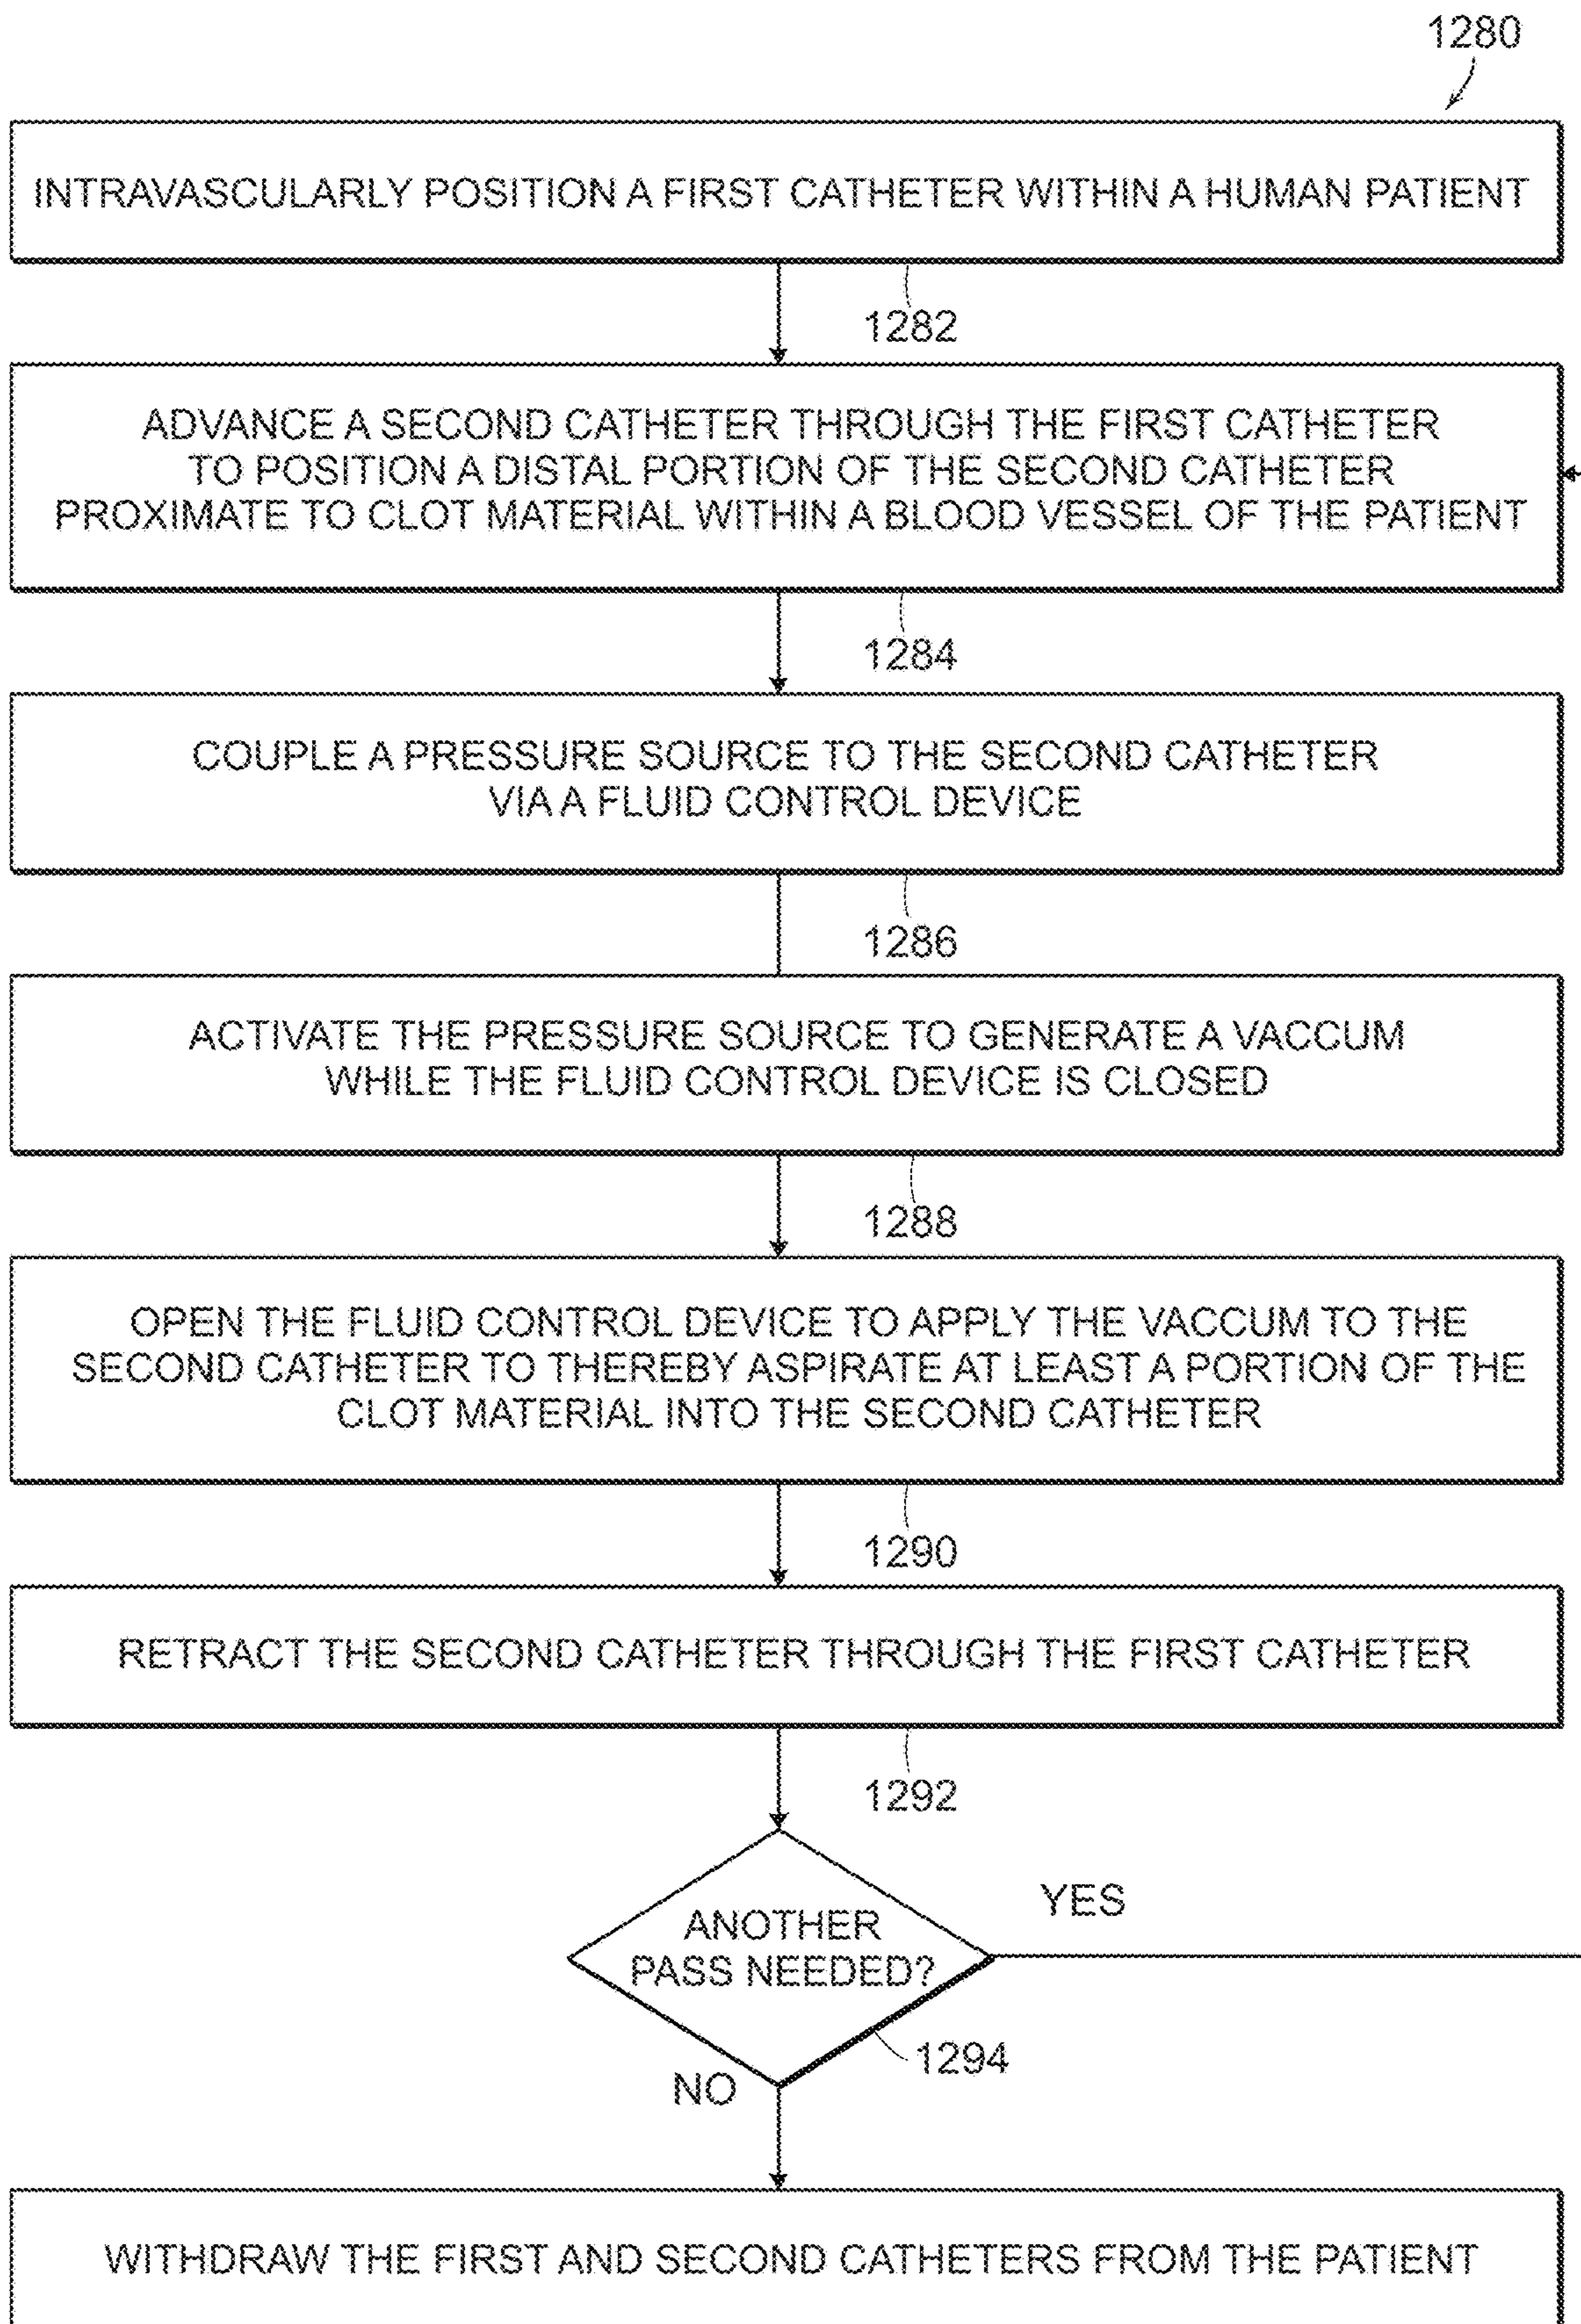 1280
INTRAVASCULARLY POSITION A FIRST CATHETER WITHIN A HUMAN PATIENT
1282
ADVANCE A SECOND CATHETER THROUGH THE FIRST CATHETER
TO POSITION A DISTAL PORTION OF THE SECOND CATHETER
PROXIMATE TO CLOT MATERIAL WITHIN A BLOOD VESSEL OF THE PATIENT
1284
COUPLE A PRESSURE SOURCE TO THE SECOND CATHETER
VIA A FLUID CONTROL DEVICE
1286
ACTIVATE THE PRESSURE SOURCE TO GENERATE A VACCUM
WHILE THE FLUID CONTROL DEVICE IS CLOSED
1288
OPEN THE FLUID CONTROL DEVICE TO APPLY THE VACCUM TO THE
SECOND CATHETER TO THEREBY ASPIRATE AT LEAST A PORTION OF THE
CLOT MATERIAL INTO THE SECOND CATHETER
1290
RETRACT THE SECOND CATHETER THROUGH THE FIRST CATHETER
1292
YES
ANOTHER
PASS NEEDED?
1294
NO
WITHDRAW THE FIRST AND SECOND CATHETERS FROM THE PATIENT